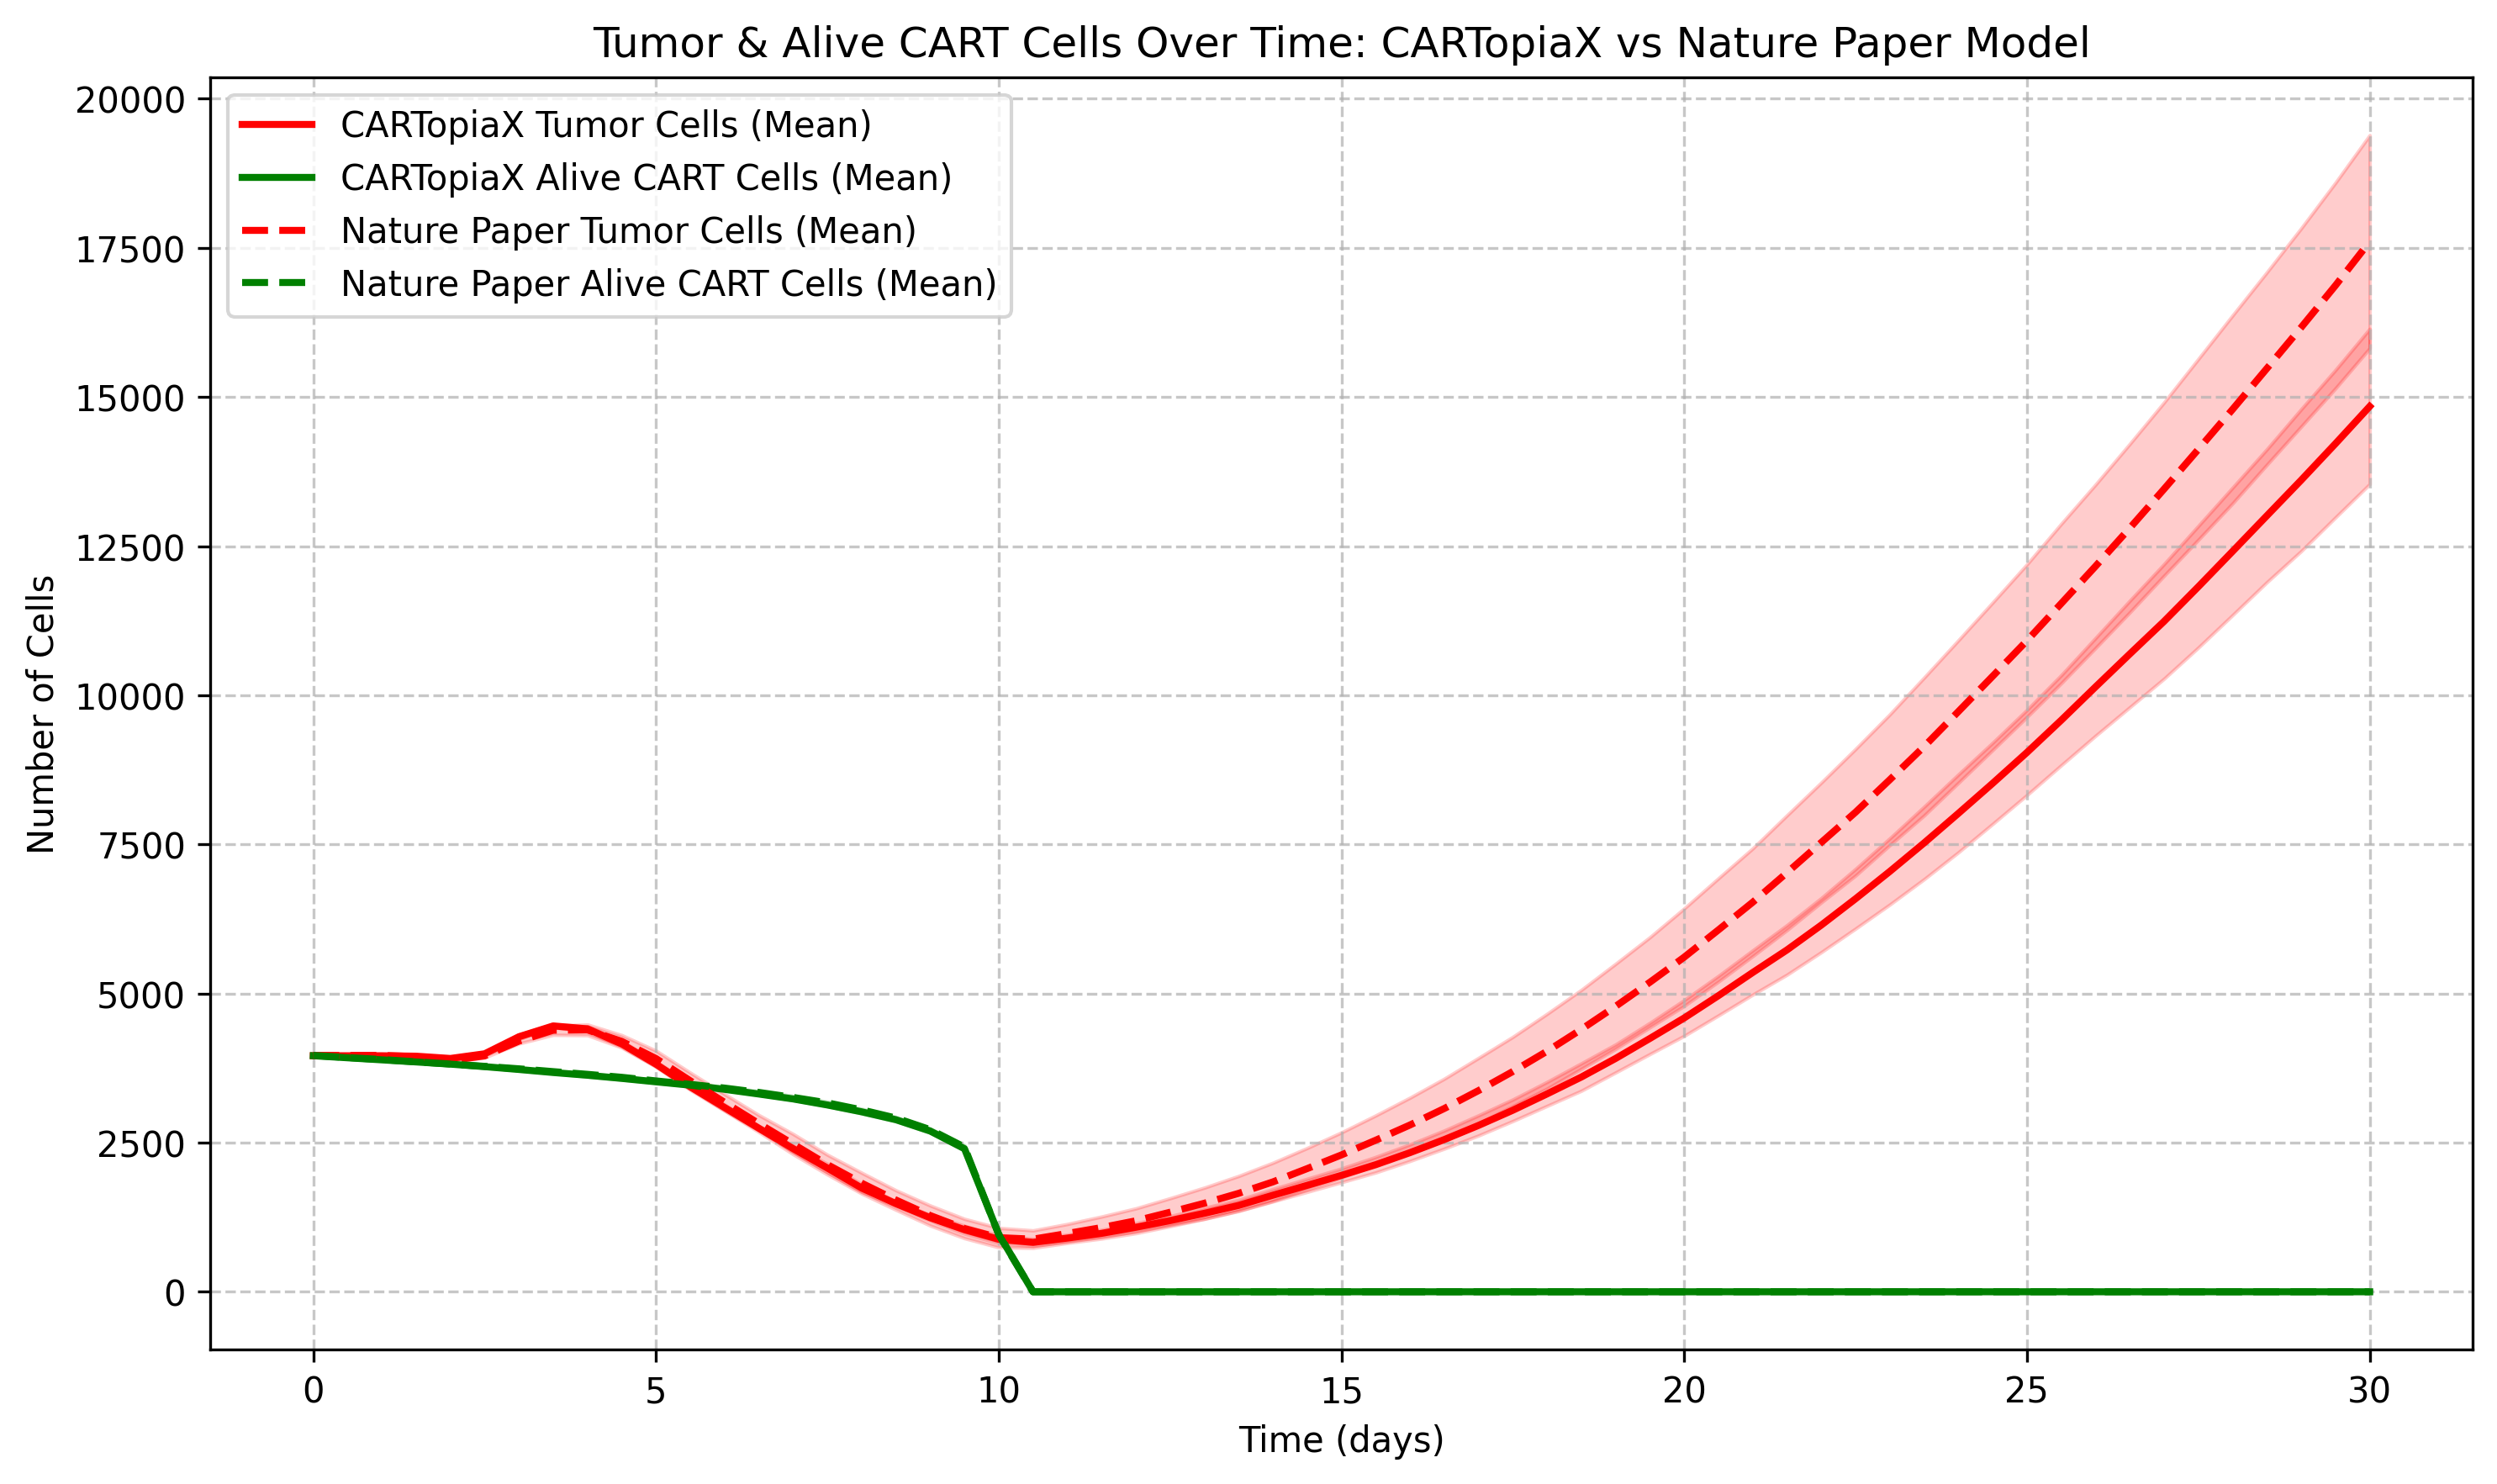 Tumor & Alive CART Cells Over Time: CARTopiaX vs Nature Paper Model
20000
17500
15000
12500
10000
7500
5000
2500
0
Number of Cells
CARTopiaX Tumor Cells (Mean)
CARTopiaX Alive CART Cells (Mean)
Nature Paper Tumor Cells (Mean)
Nature Paper Alive CART Cells (Mean)
0 5 10 15 20 25 30
Time (days)